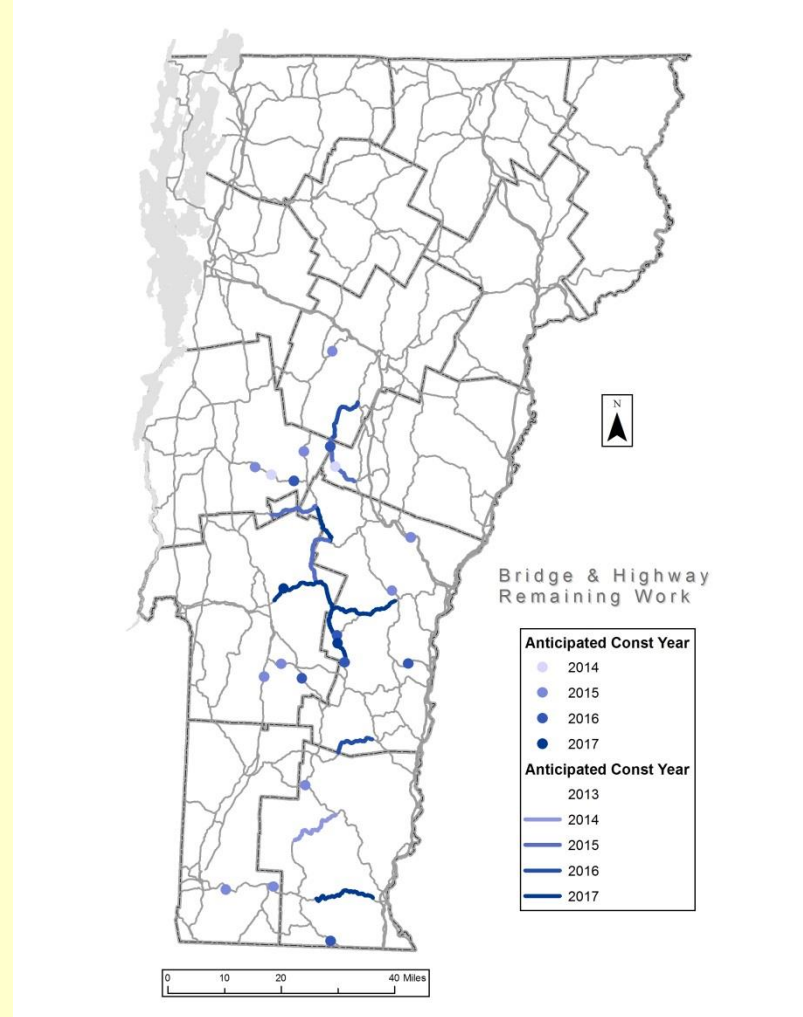 N
Bridge & Highway
Remaining Work
Anticipated Const Year
2014
2015
2016
2017
Anticipated Const Year
2013
2014
2015
2016
2017
0 10 20 40 Miles